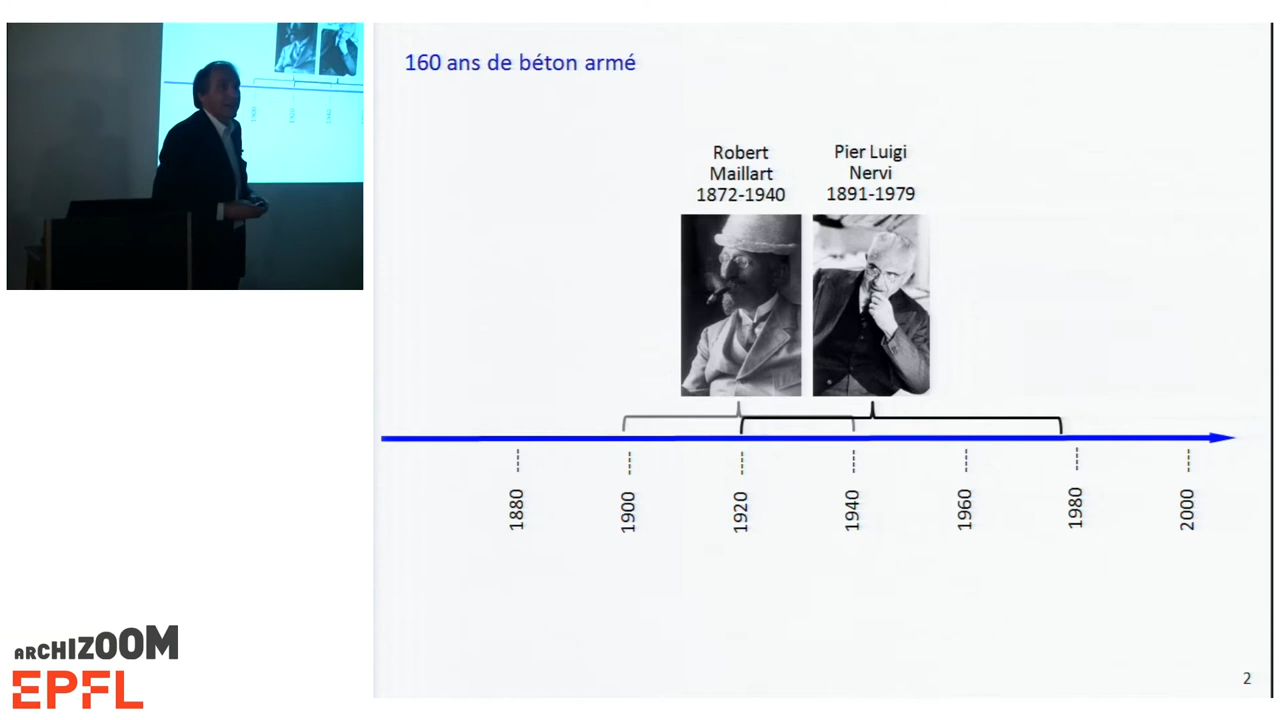 160 ans de béton armé
Robert
Maillart
1872-1940
Pier Luigi
Nervi
1891-1979
1880
1900
1920
1940
1960
1980
2000
2
ARCHIZOOM
EPFL